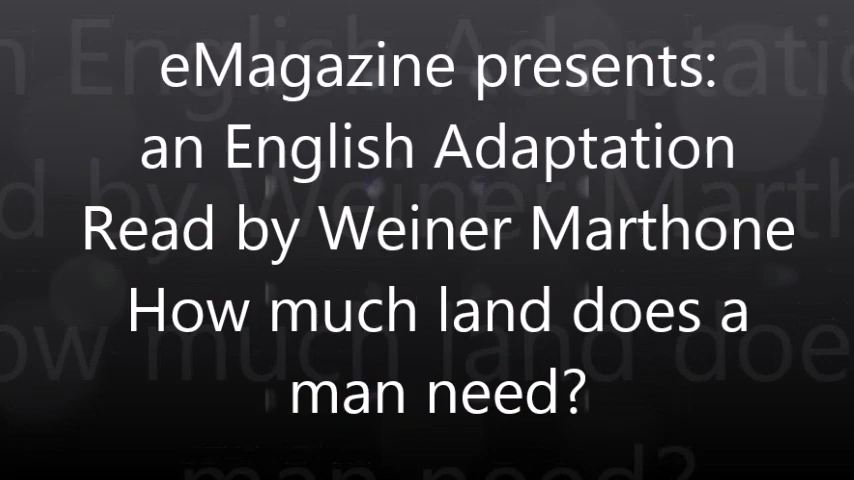 eMagazine presents:
an English Adaptation
Read by Weiner Marthone
How much land does a
man need?